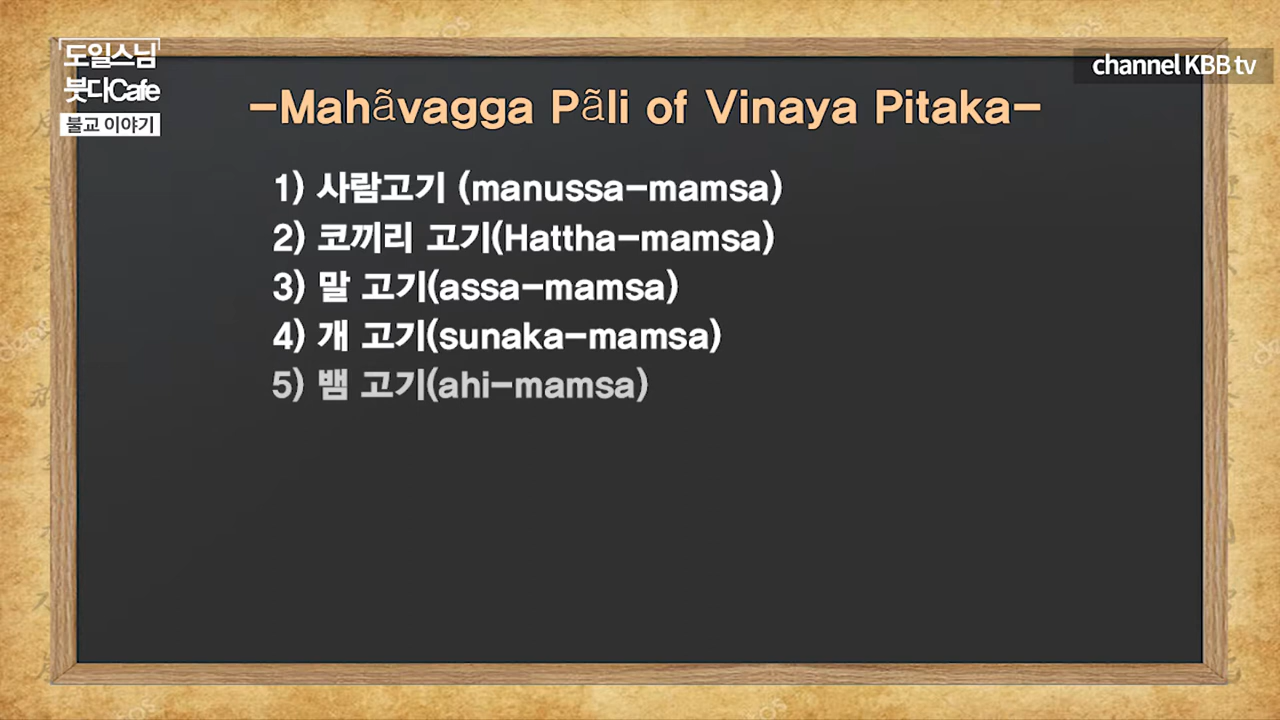 도일스님
붓다Cafe
불교 이야기
channel KBB tv
-Mahãvagga Pãli of Vinaya Pitaka-
1) 사람고기 (manussa-mamsa)
2) 코끼리 고기(Hattha-mamsa)
3) 말 고기(assa-mamsa)
4) 개 고기(sunaka-mamsa)
5) 뱀 고기(ahi-mamsa)